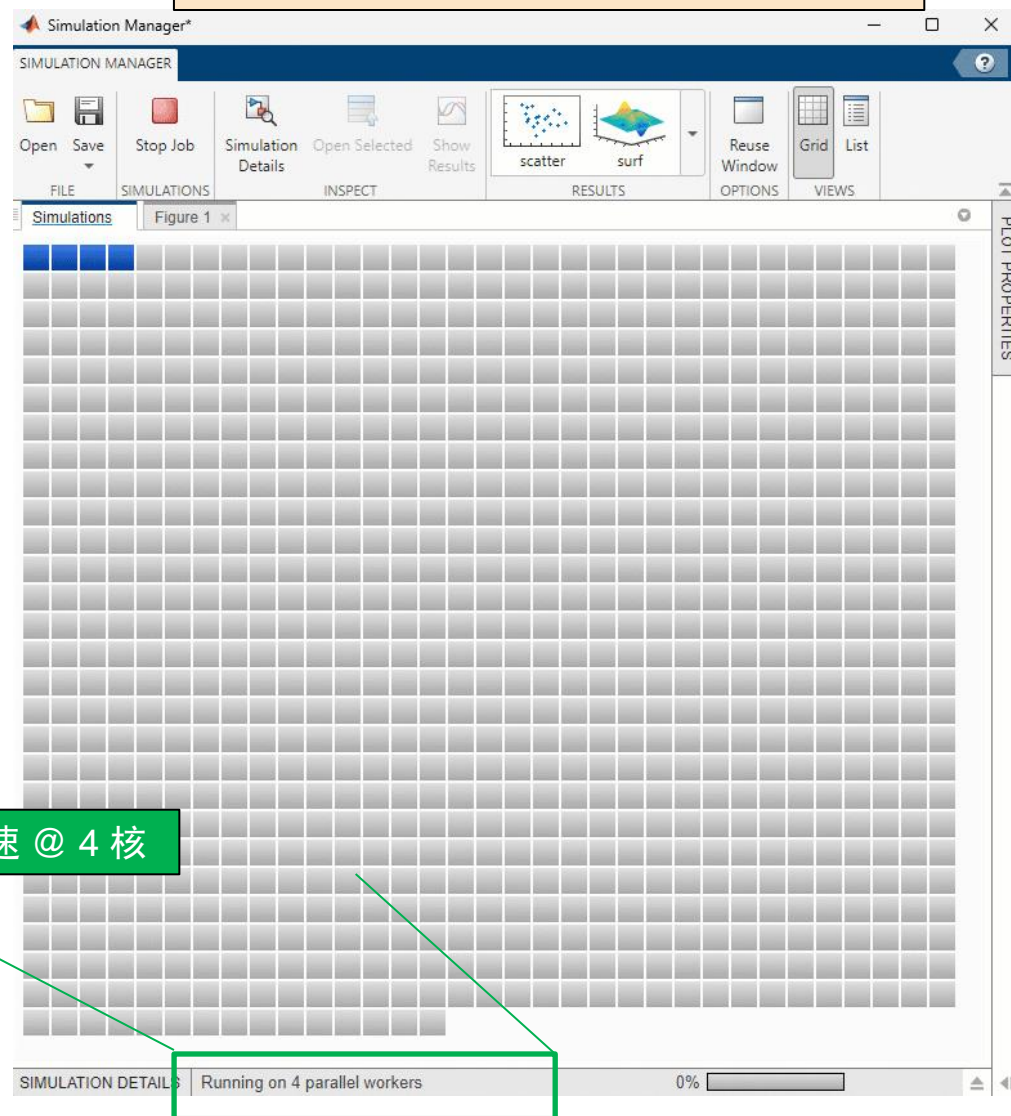 Simulation Manager*
SIMULATION MANAGER
?
Open
Save
Stop Job
Simulation Details
Open Selected
Show Results
scatter
surf
Reuse Window
Grid
List
FILE
SIMULATIONS
INSPECT
RESULTS
OPTIONS
VIEWS
Simulations
Figure 1
PLOT PROPERTIES
速 @ 4 核
SIMULATION DETAILS
Running on 4 parallel workers
0%